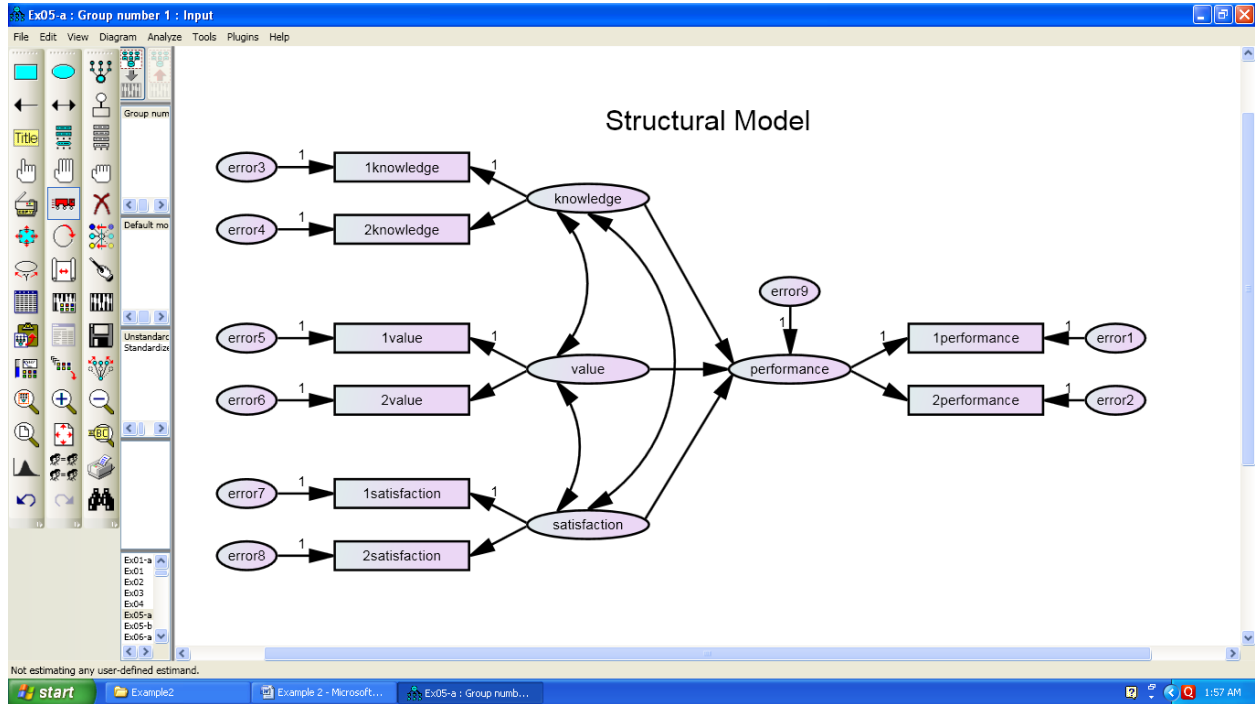 Ex05-a : Group number 1 : Input
File Edit View Diagram Analyze Tools Plugins Help
Title
Group num
Default mo
Unstandard
Standardize
Ex01-a
Ex01
Ex02
Ex03
Ex04
Ex05-a
Ex05-b
Ex06-a
Structural Model
error3 1 1knowledge 1
knowledge
error4 1 2knowledge
error9
1
error5 1 1value 1
1 1performance 1 error1
value
performance
error6 1 2value
2performance 1 error2
error7 1 1satisfaction 1
satisfaction
error8 1 2satisfaction
Not estimating any user-defined estimand.
start Example2 Example 2 - Microsoft... Ex05-a : Group numb... 1:57 AM